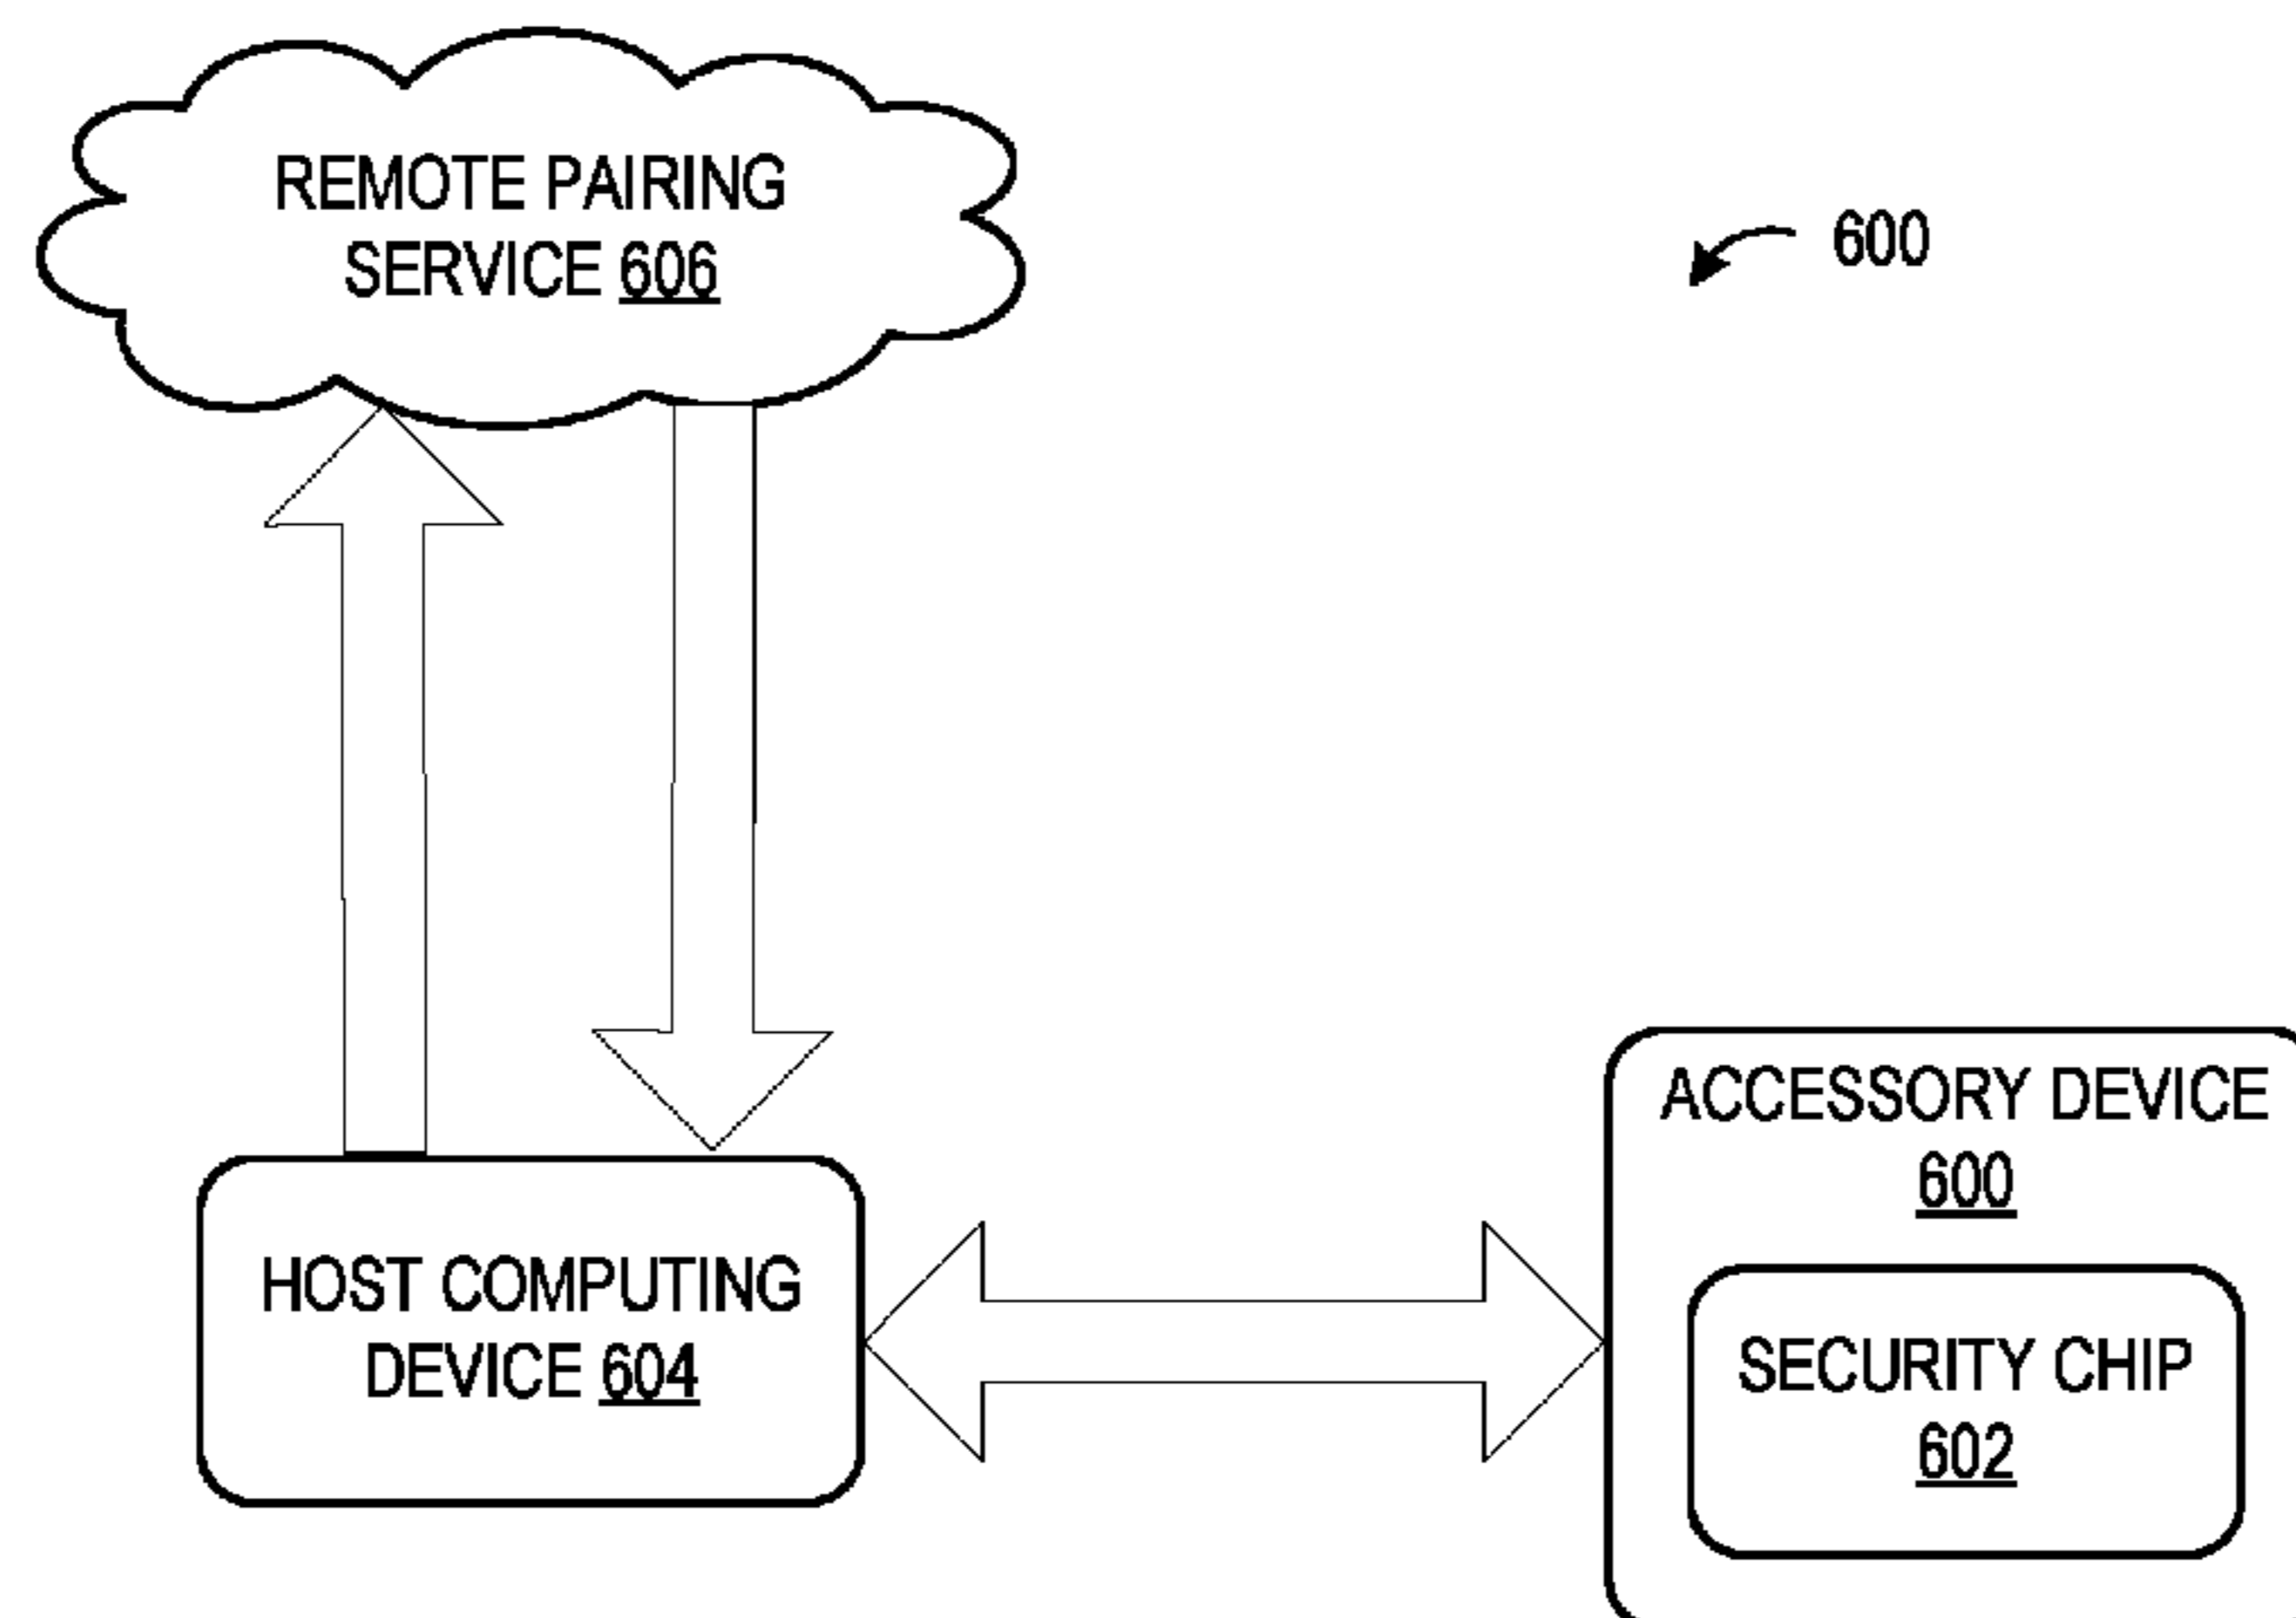 REMOTE PAIRING
SERVICE 606
600
ACCESSORY DEVICE
600
HOST COMPUTING
DEVICE 604
SECURITY CHIP
602